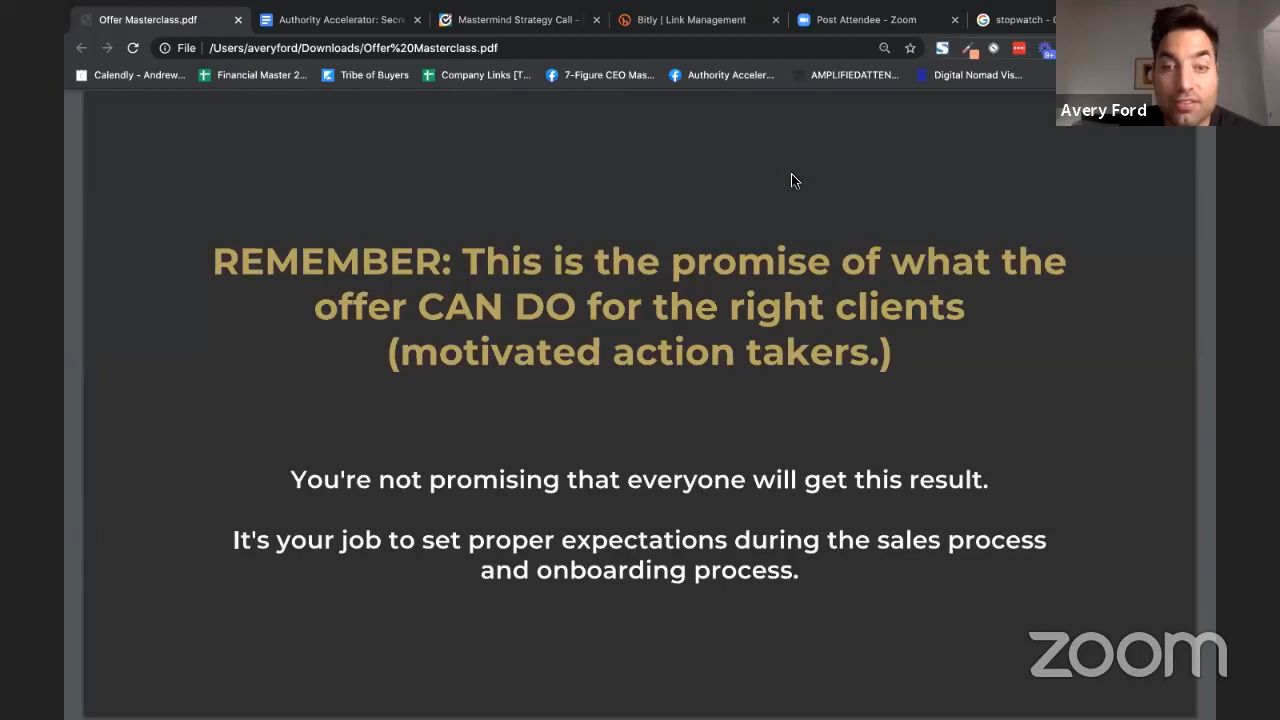 Offer Masterclass.pdf
Authority Accelerator: Secre
Mastermind Strategy Call -
Bitly | Link Management
Post Attendee - Zoom
stopwatch -
File
/Users/averyford/Downloads/Offer%20Masterclass.pdf
9+
Calendly - Andrew...
Financial Master 2...
Tribe of Buyers
Company Links [T...
7-Figure CEO Mas...
Authority Acceler...
AMPLIFIEDATTEN...
Digital Nomad Vis...
Avery Ford
REMEMBER: This is the promise of what the
offer CAN DO for the right clients
(motivated action takers.)
You're not promising that everyone will get this result.
It's your job to set proper expectations during the sales process
and onboarding process.
zoom